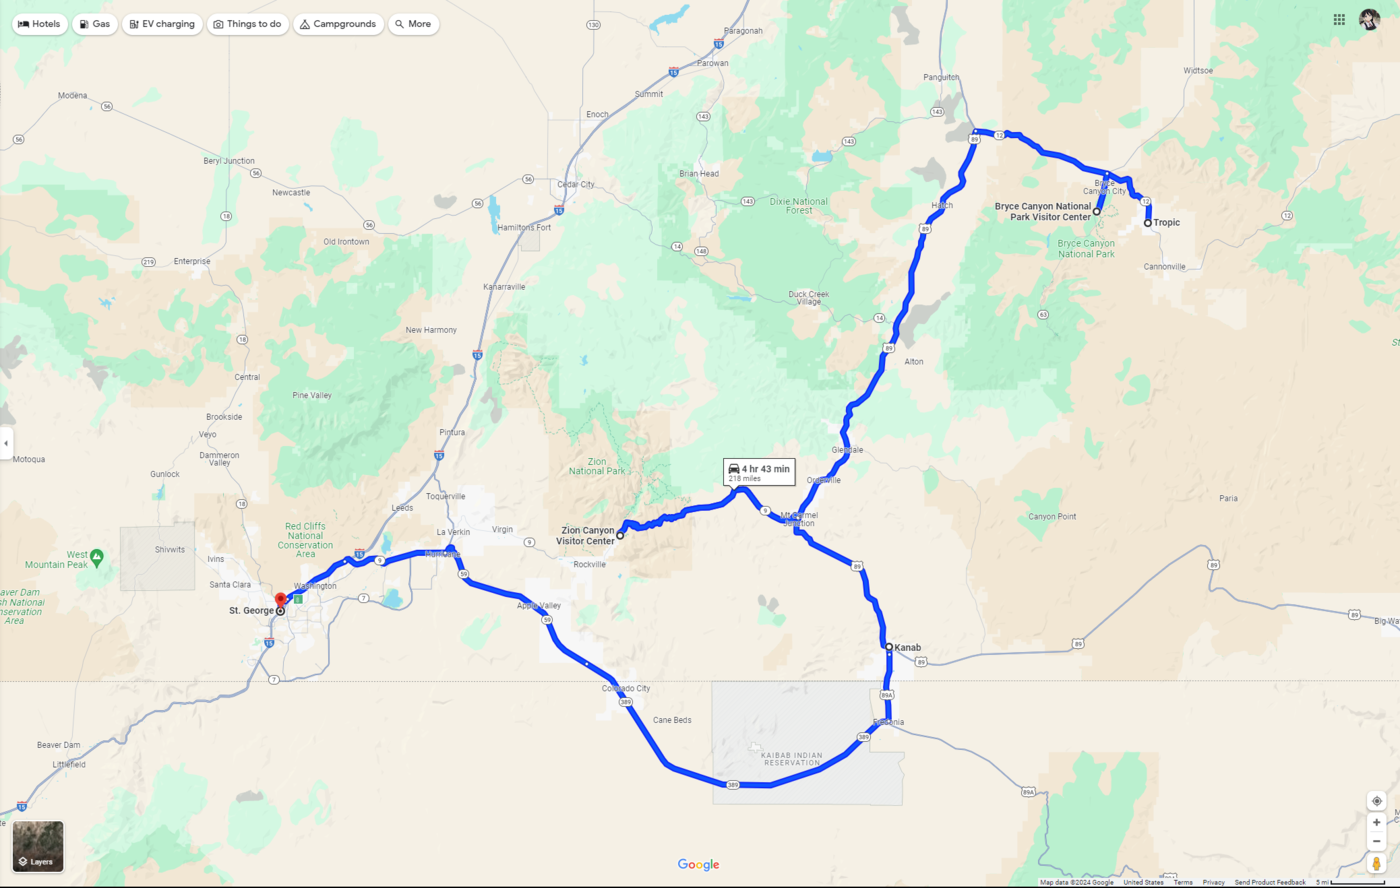 Hotels
Gas
EV charging
Things to do
Campgrounds
More
130
Paragonah
15
Parowan
15
Widtsoe
Panguitch
Modena
56
Summit
Enoch
143
143
56
89
12
143
Beryl Junction
56
Newcastle
56
Cedar City
Brian Head
Bryce
Canyon City
143
Dixie National
Forest
Hatch
12
Bryce Canyon National
Park Visitor Center
Tropic
12
18
56
56
15
Hamiltons Fort
89
Old Irontown
14
148
Bryce Canyon
National Park
219
Enterprise
Cannonville
Kanarraville
Duck Creek
Village
63
14
New Harmony
18
89
15
Alton
Central
Pine Valley
Brookside
Veyo
Pintura
Dammeron
Valley
Motoqua
15
Glendale
Zion
National Park
4 hr 43 min
218 miles
Gunlock
Orderville
Toquerville
Paria
18
Leeds
9
Mt Carmel
Junction
Canyon Point
Red Cliffs
National
Conservation
Area
La Verkin
Virgin
Zion Canyon
Visitor Center
9
Shivwits
West
Mountain Peak
15
9
Hurricane
Rockville
89
89
Ivins
59
Santa Clara
Washington
7
Apple Valley
St. George
59
89
Big Wa
15
Kanab
89
89
7
Colorado City
389
89A
Cane Beds
Fredonia
389
Beaver Dam
KAIBAB INDIAN
RESERVATION
Littlefield
389
89A
15
Layers
Google
Map data ©2024 Google
United States
Terms
Privacy
Send Product Feedback
5 mi